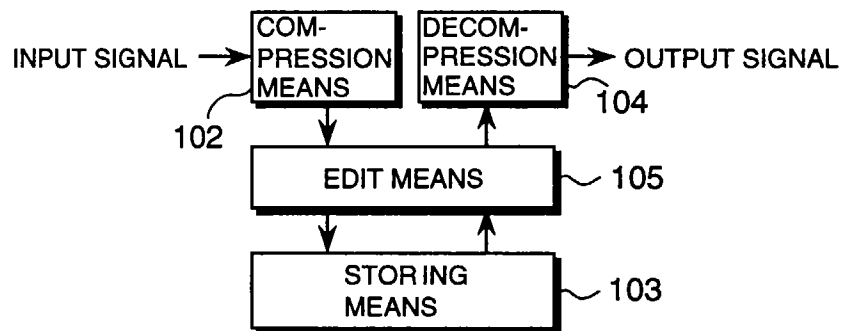 INPUT SIGNAL
COM-
PRESSION
MEANS
DECOM-
PRESSION
MEANS
OUTPUT SIGNAL
102
104
EDIT MEANS
105
STORING
MEANS
103